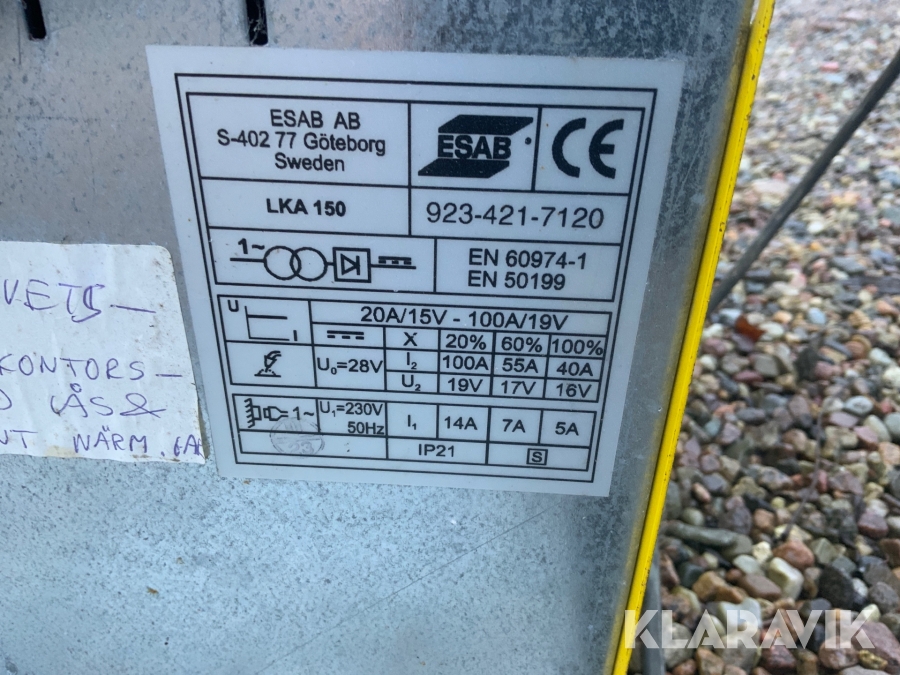 ESAB AB
S-402 77 Göteborg
Sweden
ESAB
CE
LKA 150
923-421-7120
1~
EN 60974-1
EN 50199
U
I
20A/15V - 100A/19V
X 20% 60% 100%
U₀=28V
I₂ 100A 55A 40A
U₂ 19V 17V 16V
1~
U₁=230V
50Hz
I₁ 14A 7A 5A
IP21
S
KONTORS-
LÅS&
NÄRM.
KLARAVIK